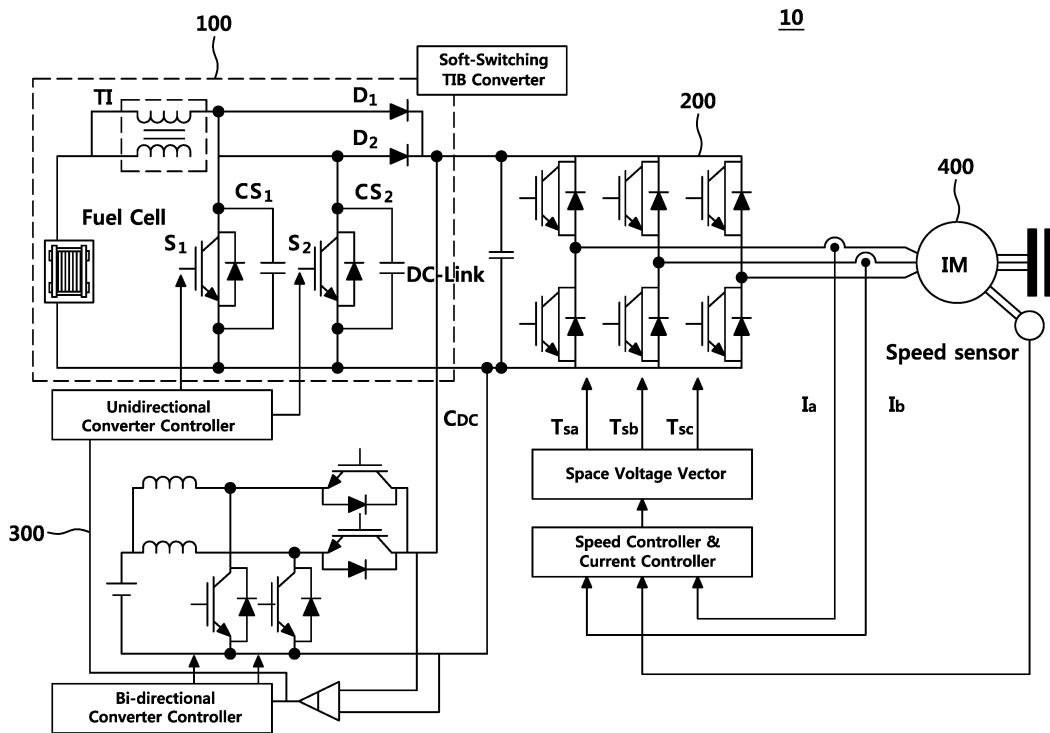 100
10
Soft-Switching
TIB Converter
TI
D1
200
D2
400
CS1
CS2
Fuel Cell
S1
S2
DC-Link
IM
Speed sensor
Unidirectional
Converter Controller
CDC
Tsa
Tsb
Tsc
Ia
Ib
Space Voltage Vector
300
Speed Controller &
Current Controller
Bi-directional
Converter Controller